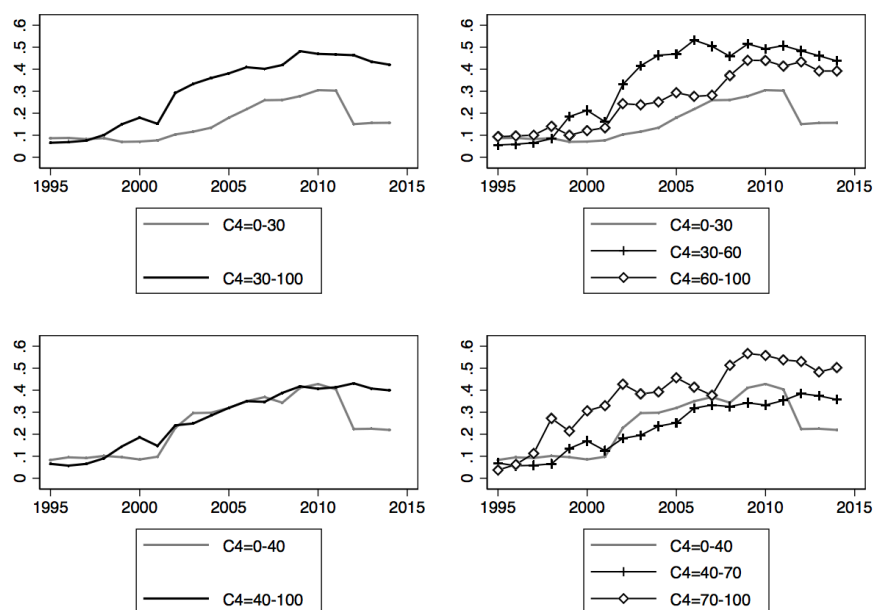 0 .1 .2 .3 .4 .5 .6
1995 2000 2005 2010 2015
C4=0-30
C4=30-100
0 .1 .2 .3 .4 .5 .6
1995 2000 2005 2010 2015
C4=0-30
C4=30-60
C4=60-100
0 .1 .2 .3 .4 .5 .6
1995 2000 2005 2010 2015
C4=0-40
C4=40-100
0 .1 .2 .3 .4 .5 .6
1995 2000 2005 2010 2015
C4=0-40
C4=40-70
C4=70-100